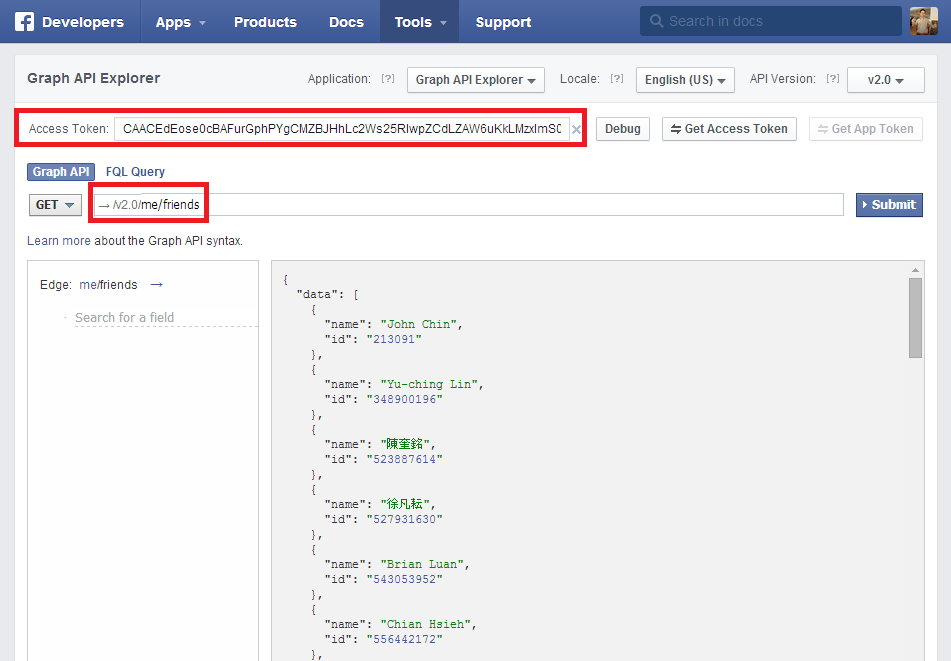 f Developers Apps Products Docs Tools Support Search in docs
Graph API Explorer Application: [?] Graph API Explorer Locale: [?] English (US) API Version: [?] v2.0
Access Token: CAACEdEose0cBAFurGphPYgCMZBJHhLc2Ws25RIwpZCdLZAW6uKkLMzxImS0 × Debug ⇋ Get Access Token ⇋ Get App Token
Graph API FQL Query
GET → /v2.0/me/friends Submit
Learn more about the Graph API syntax.
Edge: me/friends →
Search for a field
{
"data": [
{
"name": "John Chin",
"id": "213091"
},
{
"name": "Yu-ching Lin",
"id": "348900196"
},
{
"name": "陳奎銘",
"id": "523887614"
},
{
"name": "徐凡耘",
"id": "527931630"
},
{
"name": "Brian Luan",
"id": "543053952"
},
{
"name": "Chian Hsieh",
"id": "556442172"
},